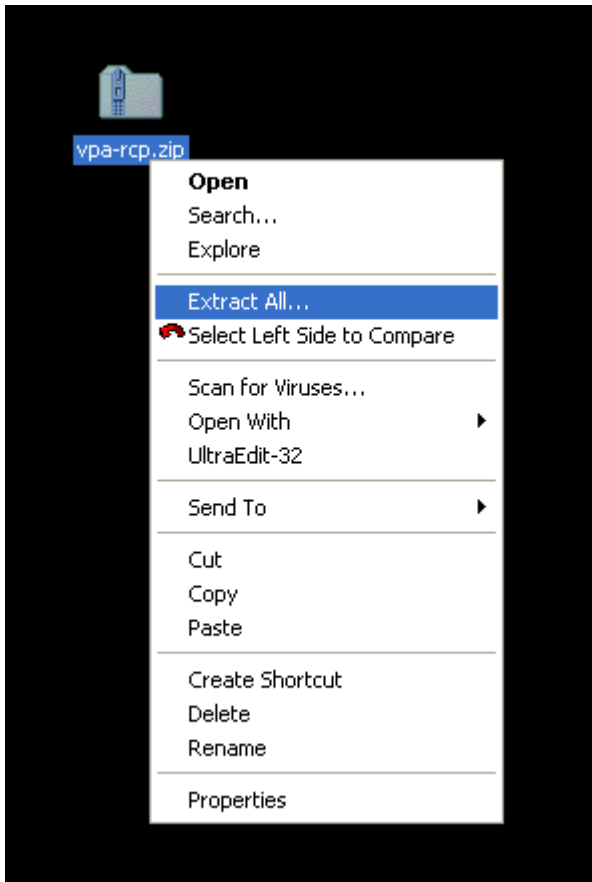 vpa-rcp.zip
Open
Search...
Explore
Extract All...
Select Left Side to Compare
Scan for Viruses...
Open With
UltraEdit-32
Send To
Cut
Copy
Paste
Create Shortcut
Delete
Rename
Properties